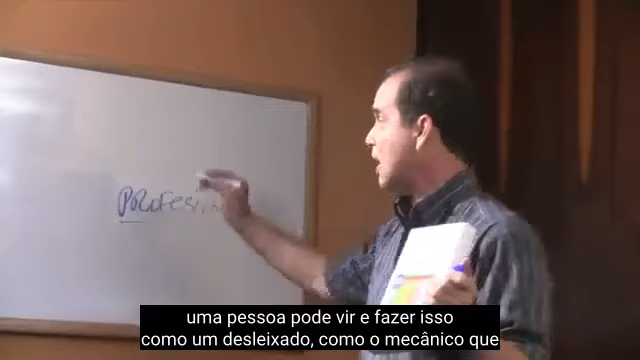 uma pessoa pode vir e fazer isso
como um desleixado, como o mecânico que